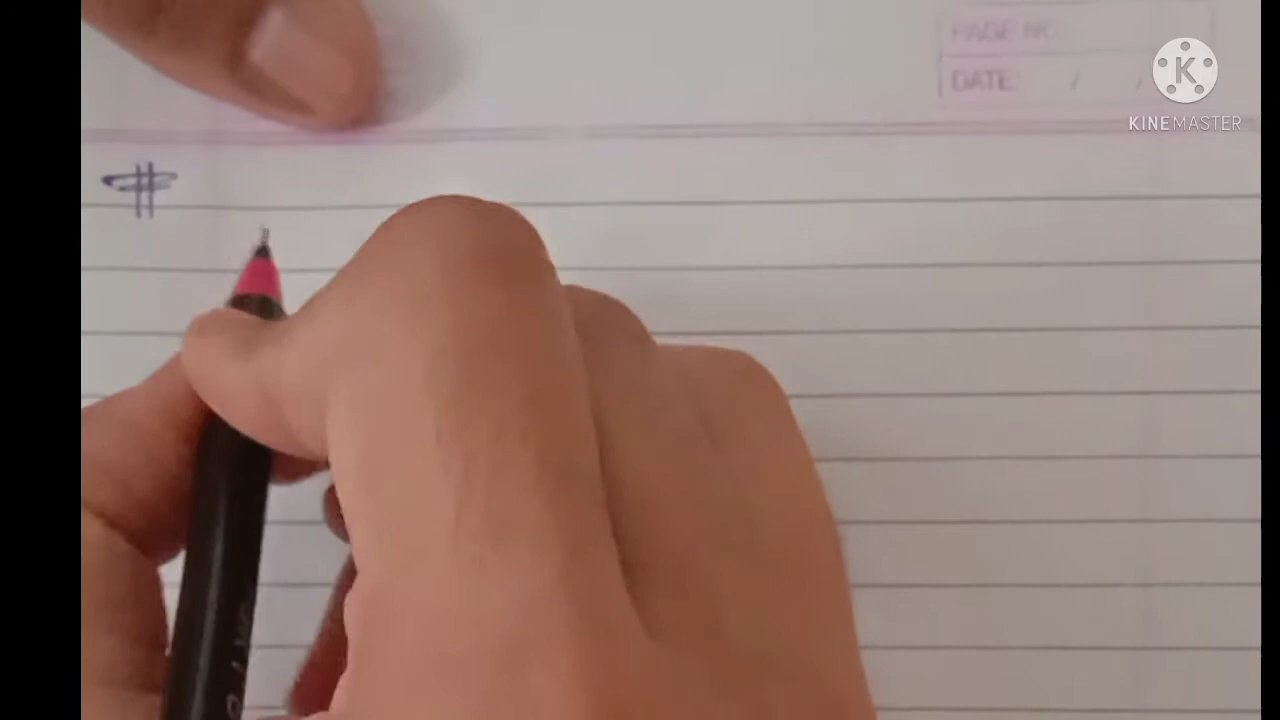 PAGE NO.:
DATE: / /
KINEMASTER
#